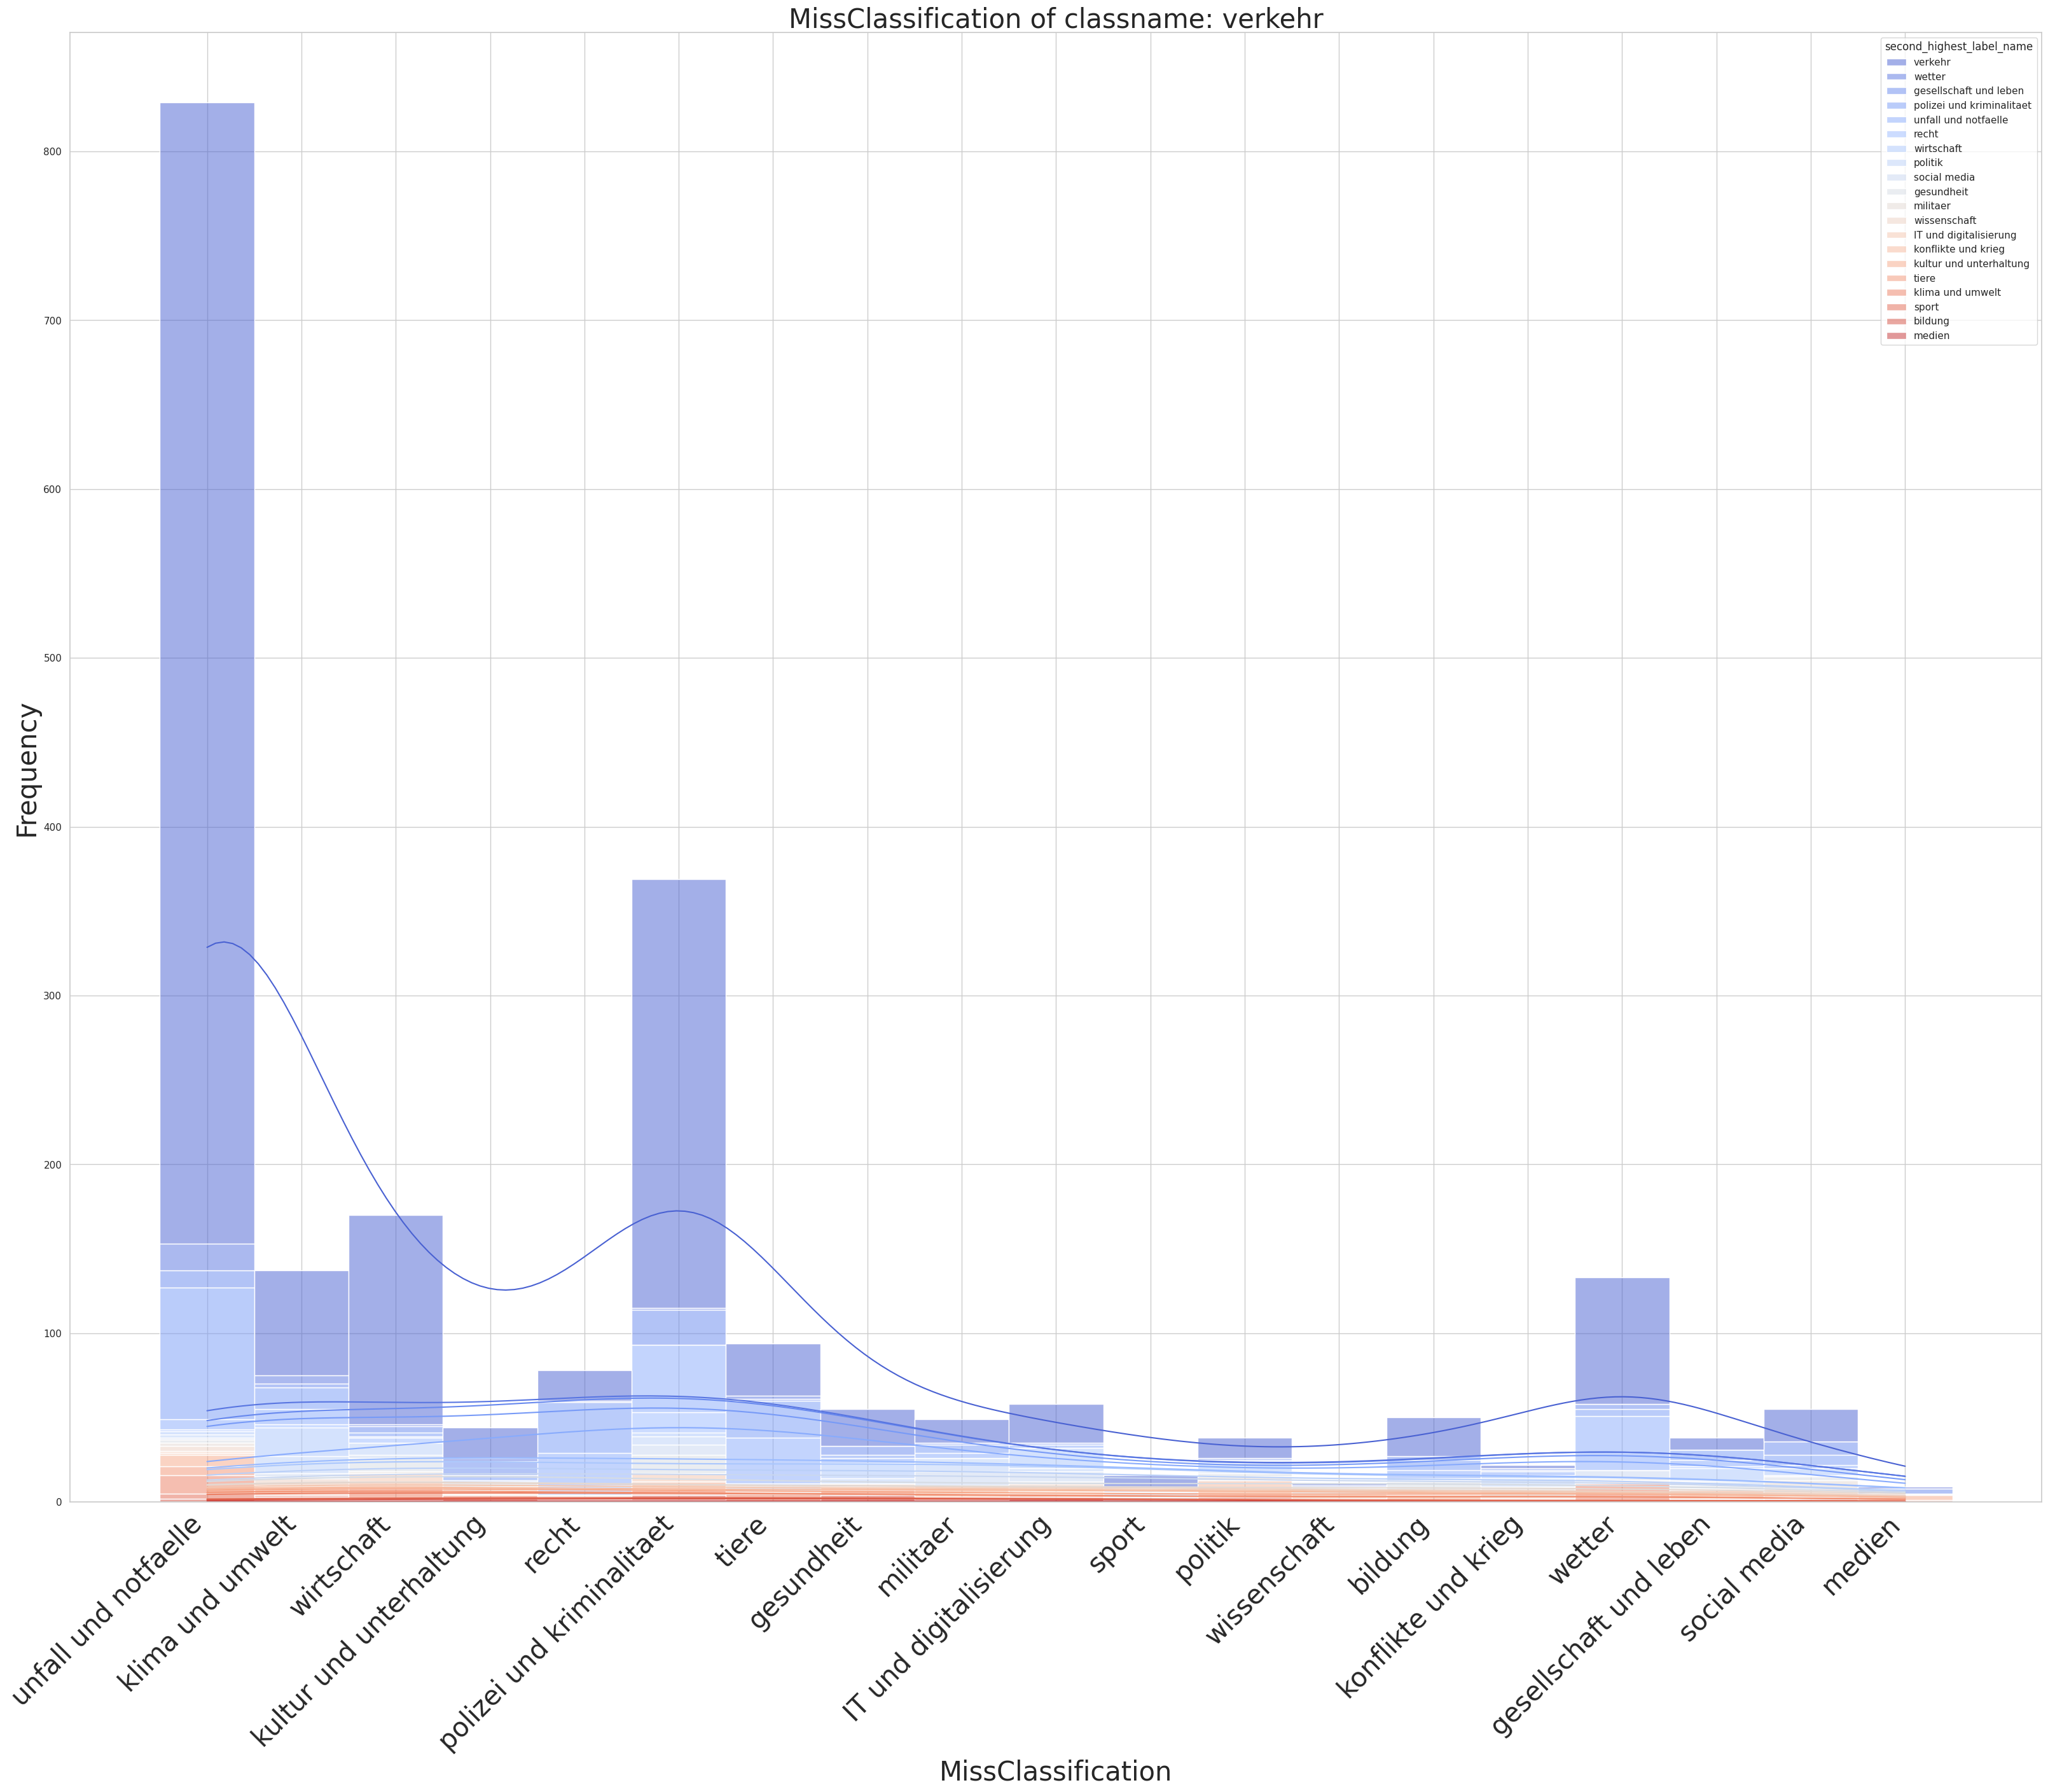 MissClassification of classname: verkehr
second_highest_label_name
verkehr
wetter
gesellschaft und leben
polizei und kriminalitaet
unfall und notfaelle
recht
wirtschaft
politik
social media
gesundheit
militaer
wissenschaft
IT und digitalisierung
konflikte und krieg
kultur und unterhaltung
tiere
klima und umwelt
sport
bildung
medien
Frequency
800
700
600
500
400
300
200
100
0
unfall und notfaelle
klima und umwelt
wirtschaft
kultur und unterhaltung
recht
polizei und kriminalitaet
tiere
gesundheit
militaer
IT und digitalisierung
sport
politik
wissenschaft
bildung
konflikte und krieg
wetter
gesellschaft und leben
social media
medien
MissClassification